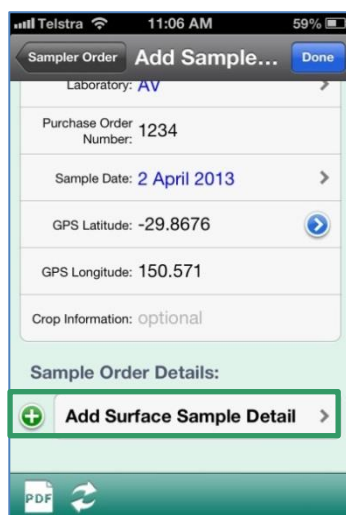 Telstra 11:06 AM 59%
Sampler Order Add Sample... Done
Laboratory: AV
Purchase Order
Number: 1234
Sample Date: 2 April 2013
GPS Latitude: -29.8676
GPS Longitude: 150.571
Crop Information: optional
Sample Order Details:
Add Surface Sample Detail
PDF